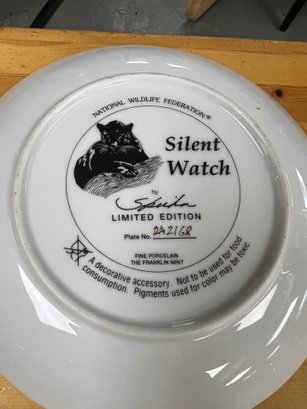 NATIONAL WILDLIFE FEDERATION®
Silent
Watch
by
LIMITED EDITION
Plate No.
FINE PORCELAIN
THE FRANKLIN MINT
A decorative accessory. Not to be used for food
consumption. Pigments used for color may be toxic.